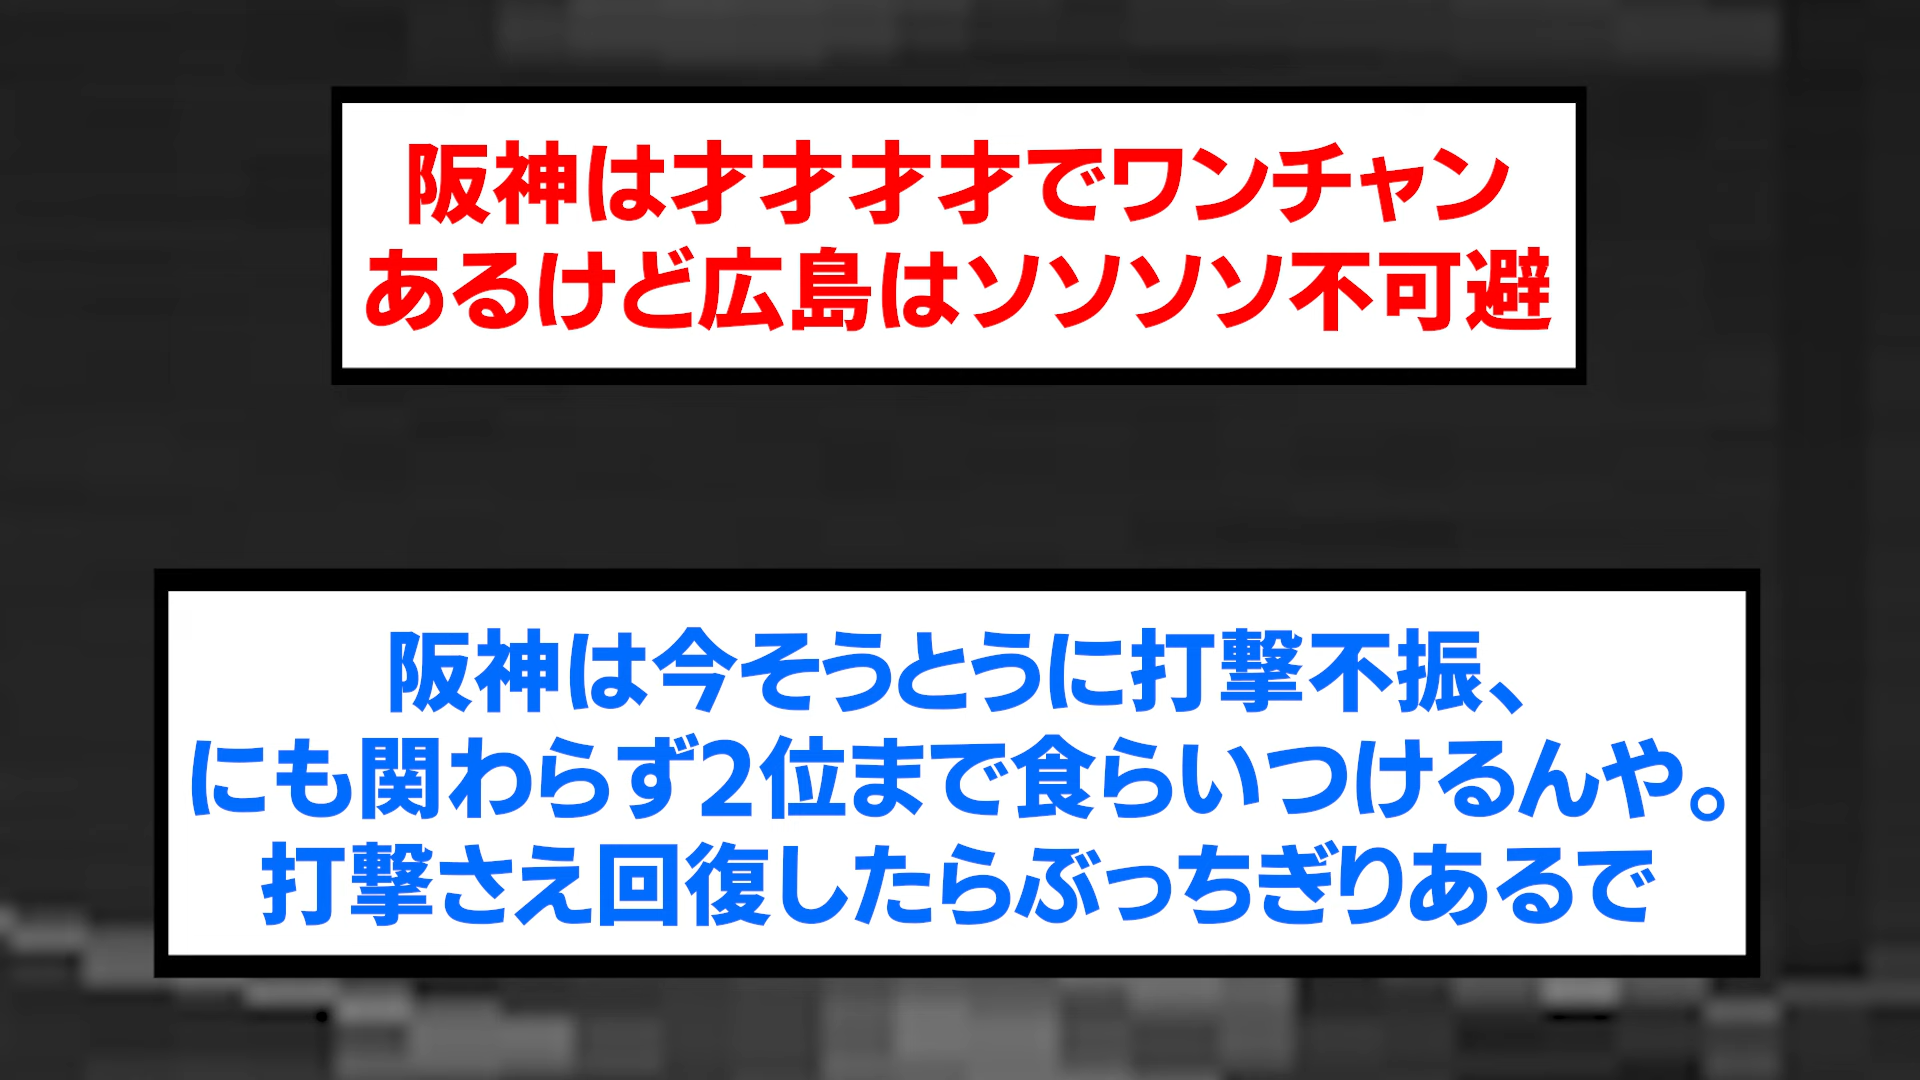 阪神は才才才才でワンチャン
あるけど広島はソソソソ不可避
阪神は今そうとうに打撃不振、
にも関わらず2位まで食らいつけるんや。
打撃さえ回復したらぶっちぎりあるで